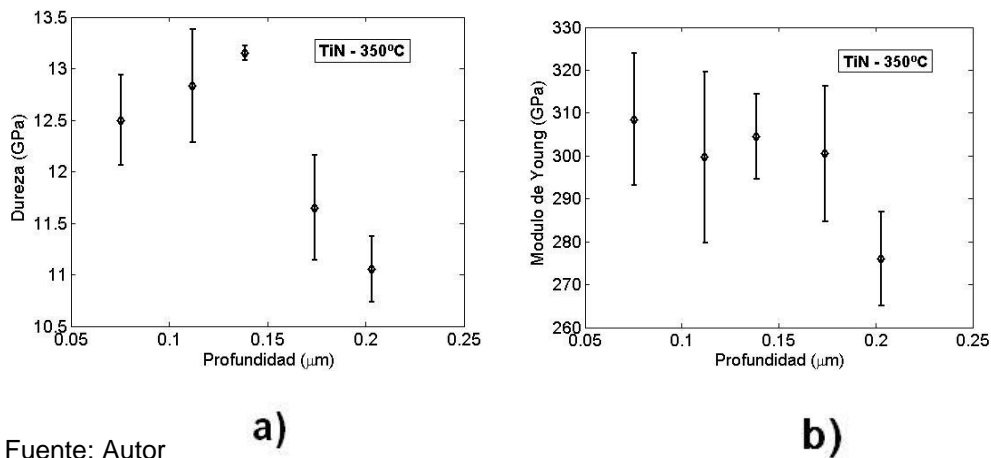 13.5
13
12.5
12
11.5
11
10.5
0.05
0.1
0.15
0.2
0.25
Dureza (GPa)
Profundidad (μm)
TiN - 350ºC
a)
330
320
310
300
290
280
270
260
0.05
0.1
0.15
0.2
0.25
Modulo de Young (GPa)
Profundidad (μm)
TiN - 350ºC
b)
Fuente: Autor